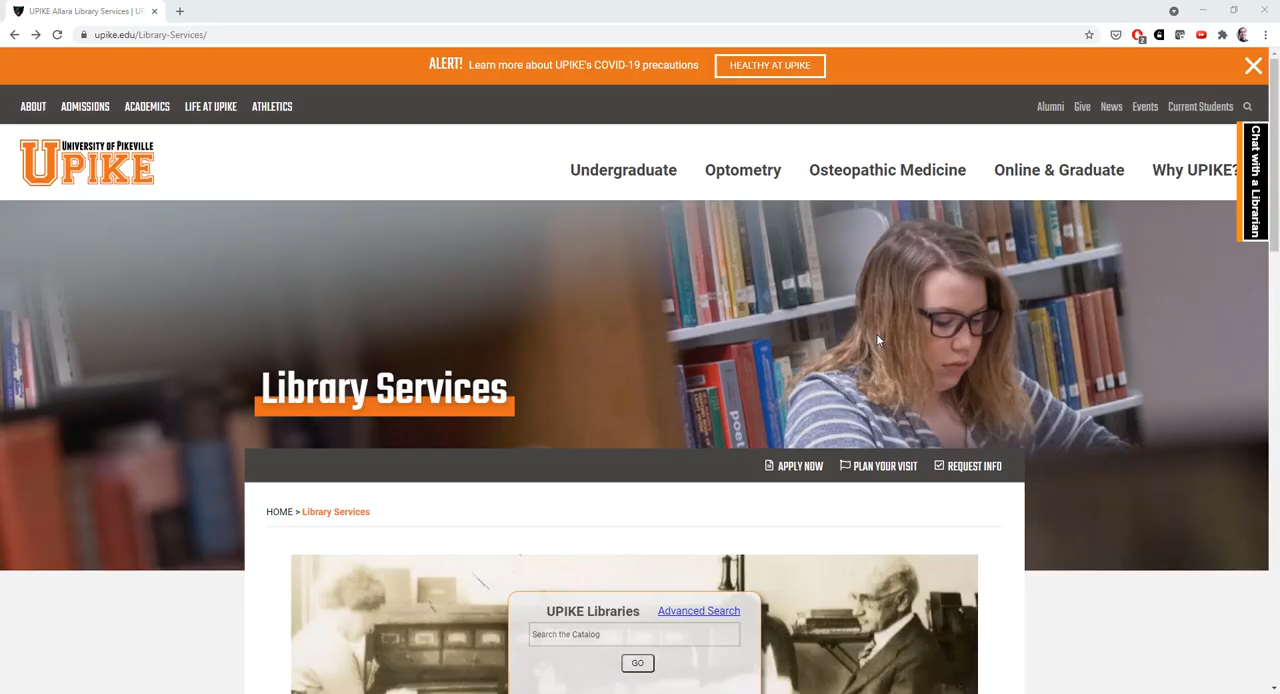 UPIKE Allara Library Services | U
upike.edu/Library-Services/
2
ALERT! Learn more about UPIKE's COVID-19 precautions HEALTHY AT UPIKE
ABOUT ADMISSIONS ACADEMICS LIFE AT UPIKE ATHLETICS Alumni Give News Events Current Students
UNIVERSITY OF PIKEVILLE
UPIKE
Undergraduate Optometry Osteopathic Medicine Online & Graduate Why UPIKE?
Chat with a Librarian
Library Services
poet
APPLY NOW PLAN YOUR VISIT REQUEST INFO
HOME > Library Services
UPIKE Libraries Advanced Search
Search the Catalog
GO